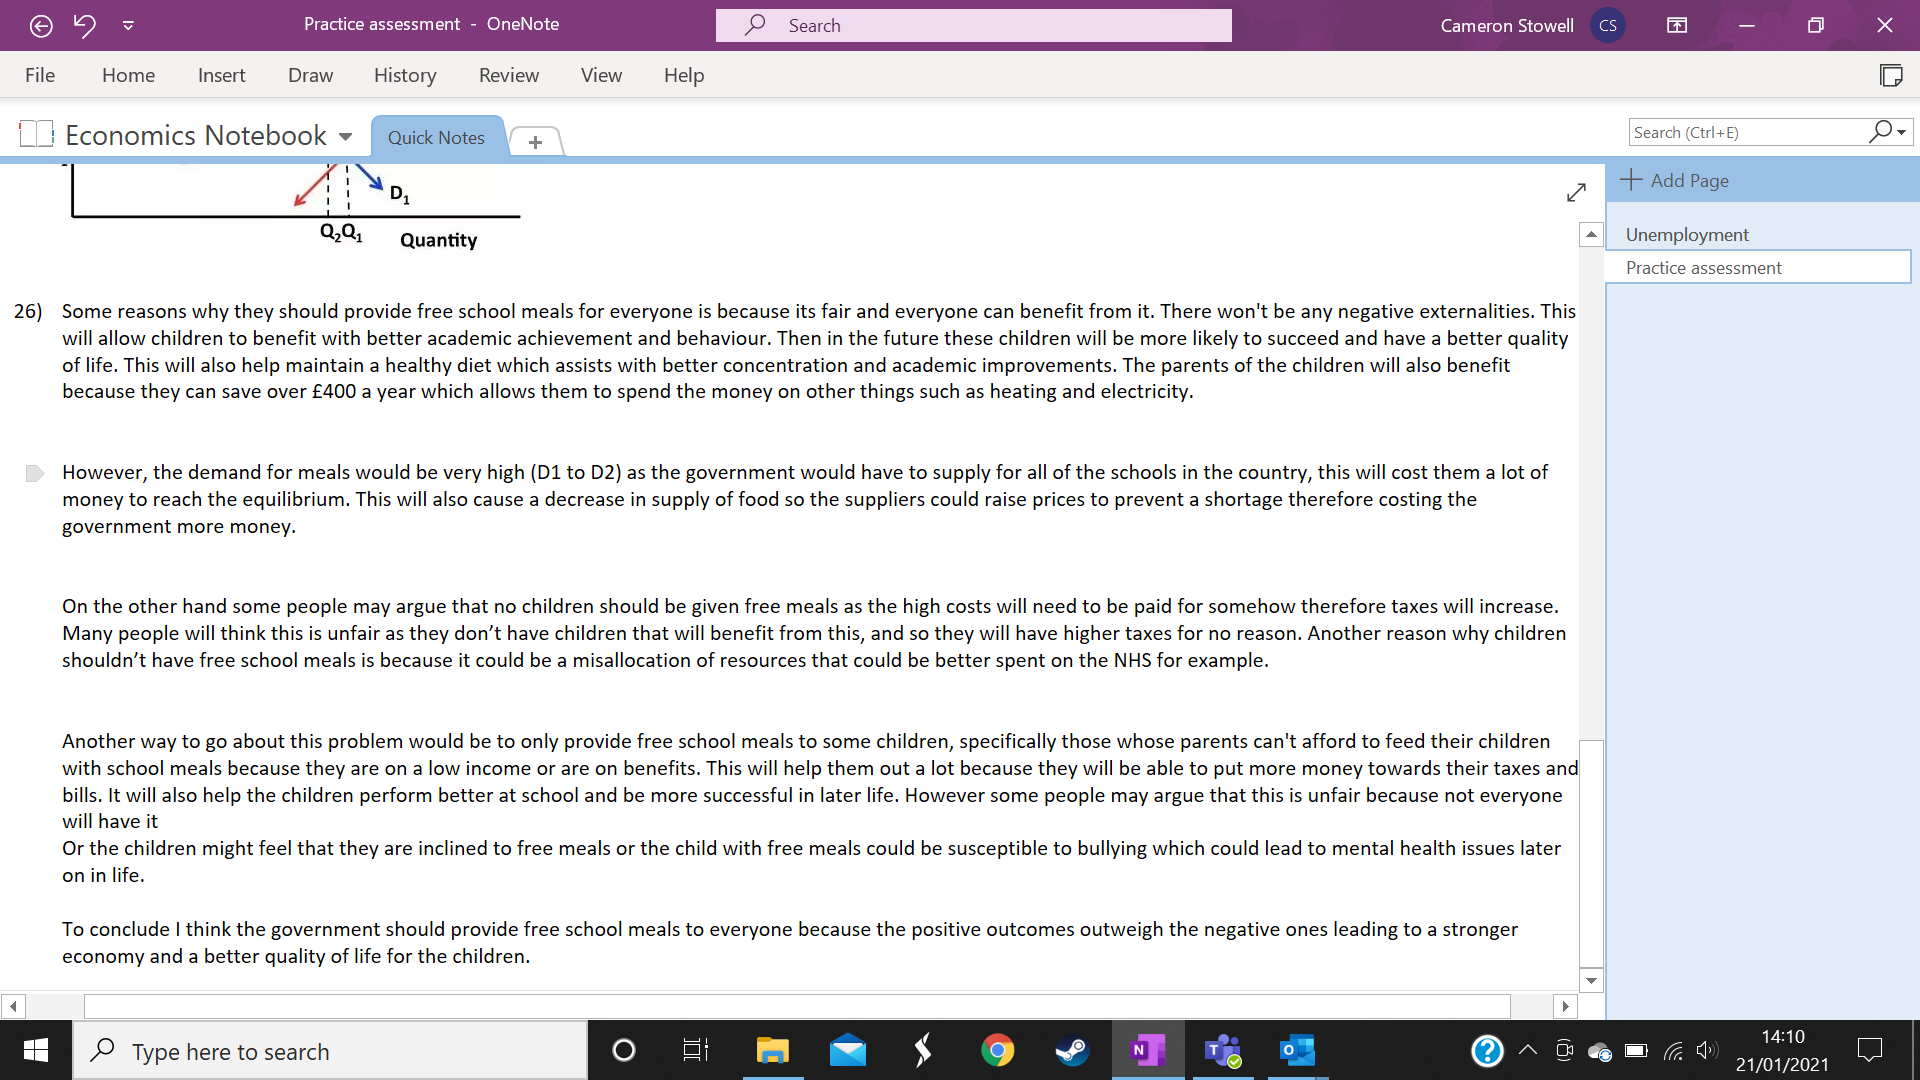 Practice assessment - OneNote
Search
Cameron Stowell
CS
File Home Insert Draw History Review View Help
Economics Notebook
Quick Notes
+
Search (Ctrl+E)
Add Page
Unemployment
Practice assessment
D1
Q2Q1
Quantity
26) Some reasons why they should provide free school meals for everyone is because its fair and everyone can benefit from it. There won't be any negative externalities. This
will allow children to benefit with better academic achievement and behaviour. Then in the future these children will be more likely to succeed and have a better quality
of life. This will also help maintain a healthy diet which assists with better concentration and academic improvements. The parents of the children will also benefit
because they can save over £400 a year which allows them to spend the money on other things such as heating and electricity.
However, the demand for meals would be very high (D1 to D2) as the government would have to supply for all of the schools in the country, this will cost them a lot of
money to reach the equilibrium. This will also cause a decrease in supply of food so the suppliers could raise prices to prevent a shortage therefore costing the
government more money.
On the other hand some people may argue that no children should be given free meals as the high costs will need to be paid for somehow therefore taxes will increase.
Many people will think this is unfair as they don’t have children that will benefit from this, and so they will have higher taxes for no reason. Another reason why children
shouldn’t have free school meals is because it could be a misallocation of resources that could be better spent on the NHS for example.
Another way to go about this problem would be to only provide free school meals to some children, specifically those whose parents can't afford to feed their children
with school meals because they are on a low income or are on benefits. This will help them out a lot because they will be able to put more money towards their taxes and
bills. It will also help the children perform better at school and be more successful in later life. However some people may argue that this is unfair because not everyone
will have it
Or the children might feel that they are inclined to free meals or the child with free meals could be susceptible to bullying which could lead to mental health issues later
on in life.
To conclude I think the government should provide free school meals to everyone because the positive outcomes outweigh the negative ones leading to a stronger
economy and a better quality of life for the children.
Type here to search
14:10
21/01/2021